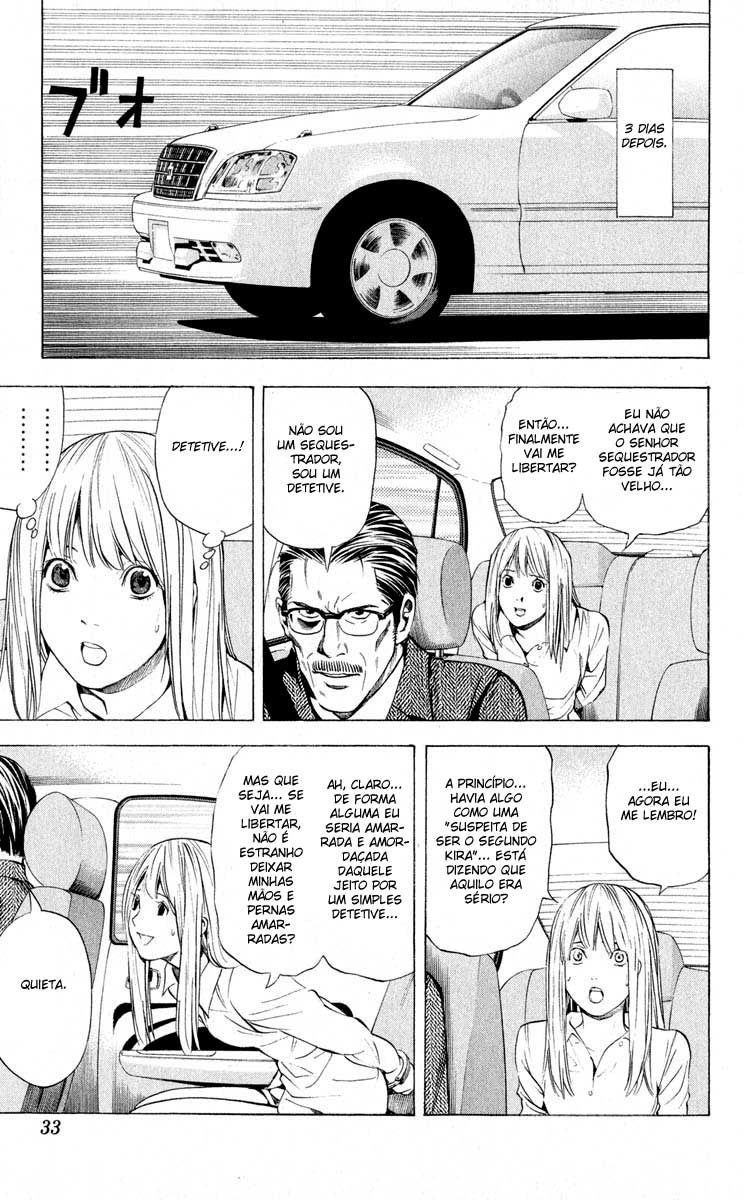 ブオ
3 DIAS
DEPOIS.
EU NÃO
ACHAVA QUE
O SENHOR
SEQUESTRADOR
FOSSE JÁ TÃO
VELHO...
ENTÃO...
FINALMENTE
VAI ME
LIBERTAR?
NÃO SOU
UM SEQUES-
TRADOR,
SOU UM
DETETIVE.
DETETIVE...!
........
...EU...
AGORA EU
ME LEMBRO!
A PRINCÍPIO...
HAVIA ALGO
COMO UMA
"SUSPEITA DE
SER O SEGUNDO
KIRA"... ESTÁ
DIZENDO QUE
AQUILO ERA
SÉRIO?
AH, CLARO...
DE FORMA
ALGUMA EU
SERIA AMAR-
RADA E AMOR-
DAÇADA
DAQUELE
JEITO POR
UM SIMPLES
DETETIVE...
MAS QUE
SEJA... SE
VAI ME
LIBERTAR,
NÃO É
ESTRANHO
DEIXAR
MINHAS
MÃOS E
PERNAS
AMAR-
RADAS?
QUIETA.
33